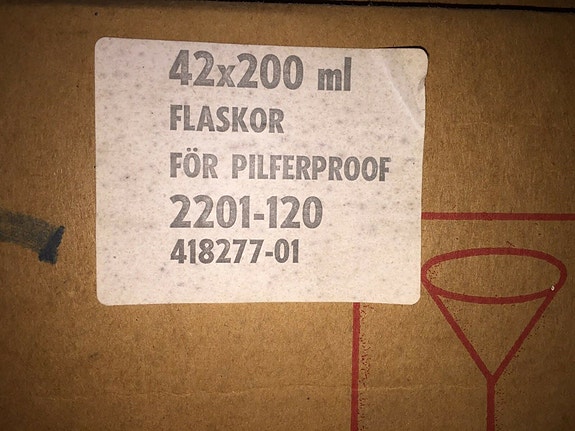 42x200 ml
FLASKOR
FÖR PILFERPROOF
2201-120
418277-01